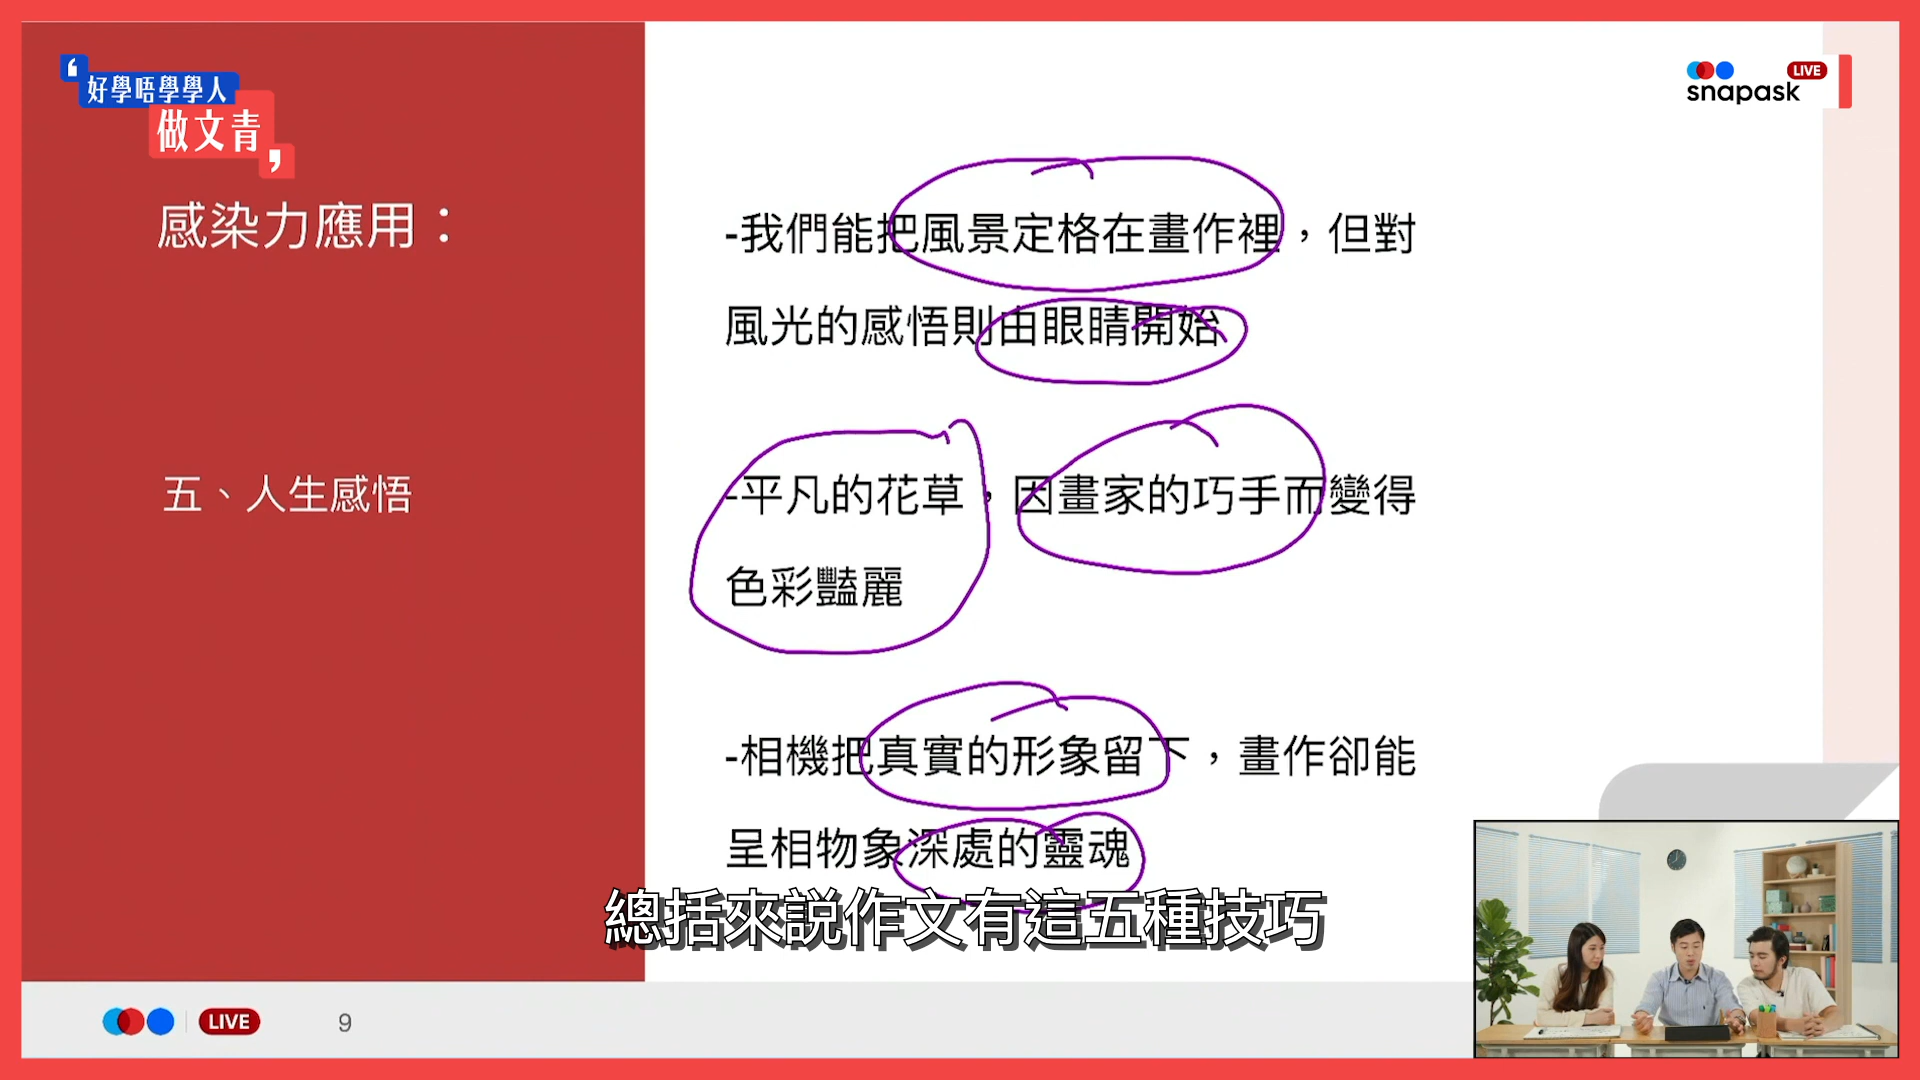 好學唔學學人
做文青
LIVE
snapask
感染力應用：
五、人生感悟
-我們能把風景定格在畫作裡，但對
風光的感悟則由眼睛開始
-平凡的花草，因畫家的巧手而變得
色彩豔麗
-相機把真實的形象留下，畫作卻能
呈相物象深處的靈魂
總括來説作文有這五種技巧
LIVE
9